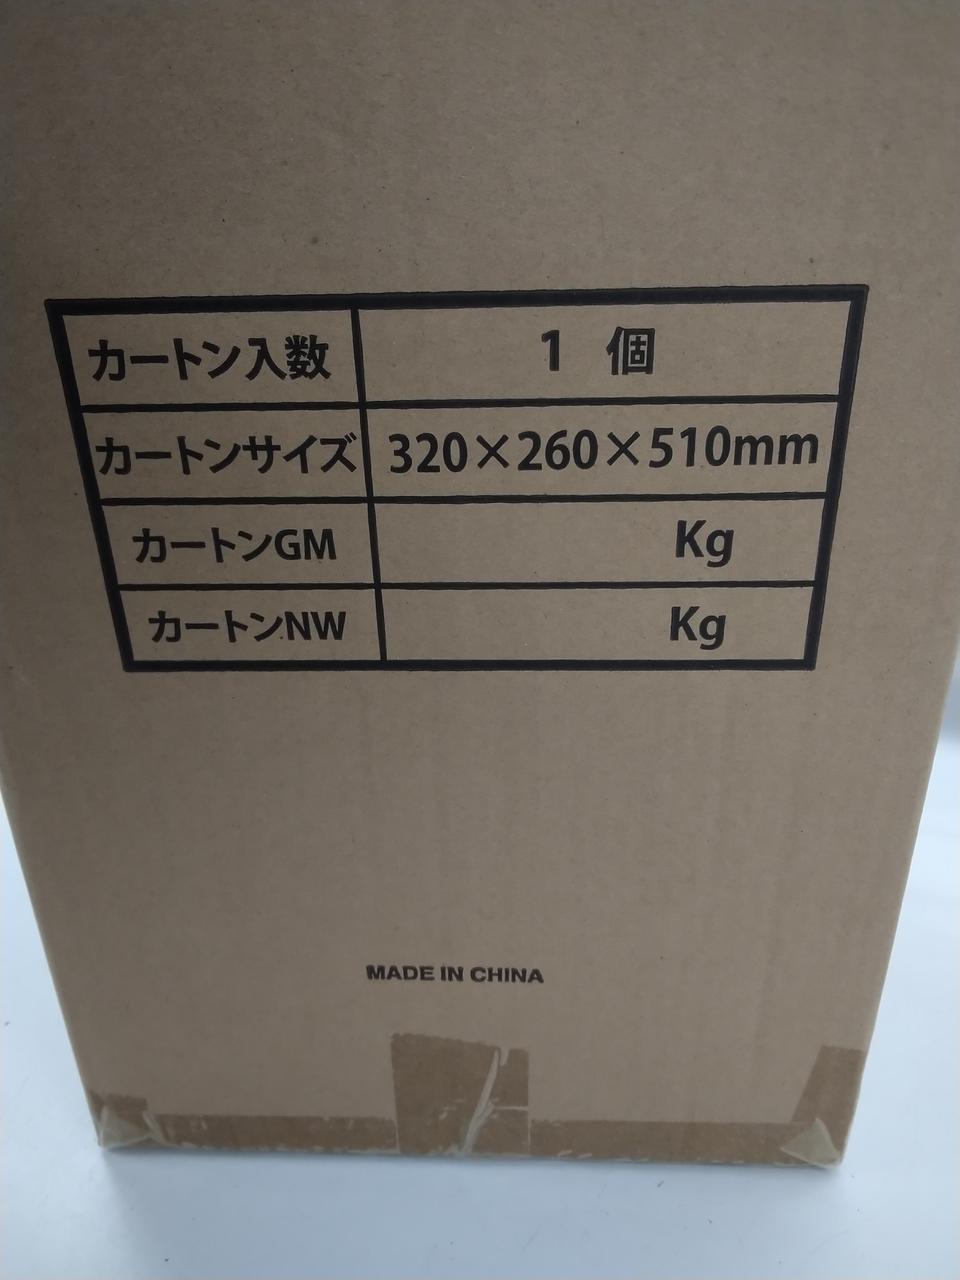 カートン入数 1 個
カートンサイズ 320×260×510mm
カートンGM Kg
カートンNW Kg
MADE IN CHINA